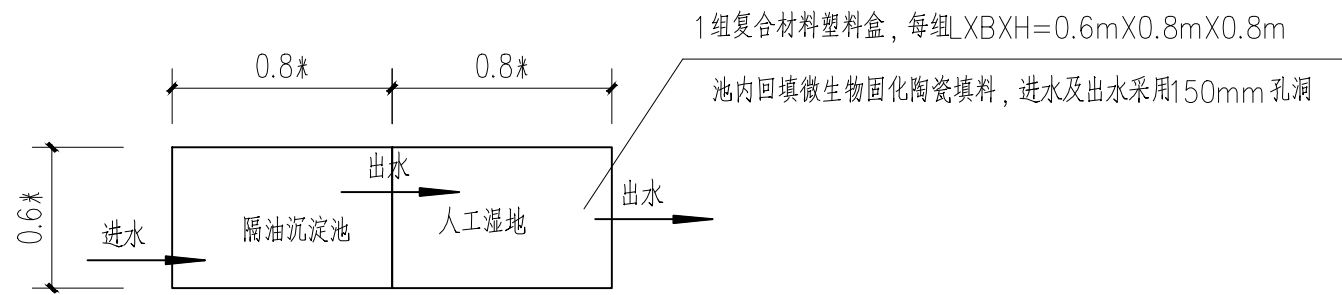 1组复合材料塑料盒，每组LXBXH=0.6mX0.8mX0.8m
池内回填微生物固化陶瓷填料，进水及出水采用150mm孔洞
0.8米
0.8米
0.6米
进水
隔油沉淀池
出水
人工湿地
出水